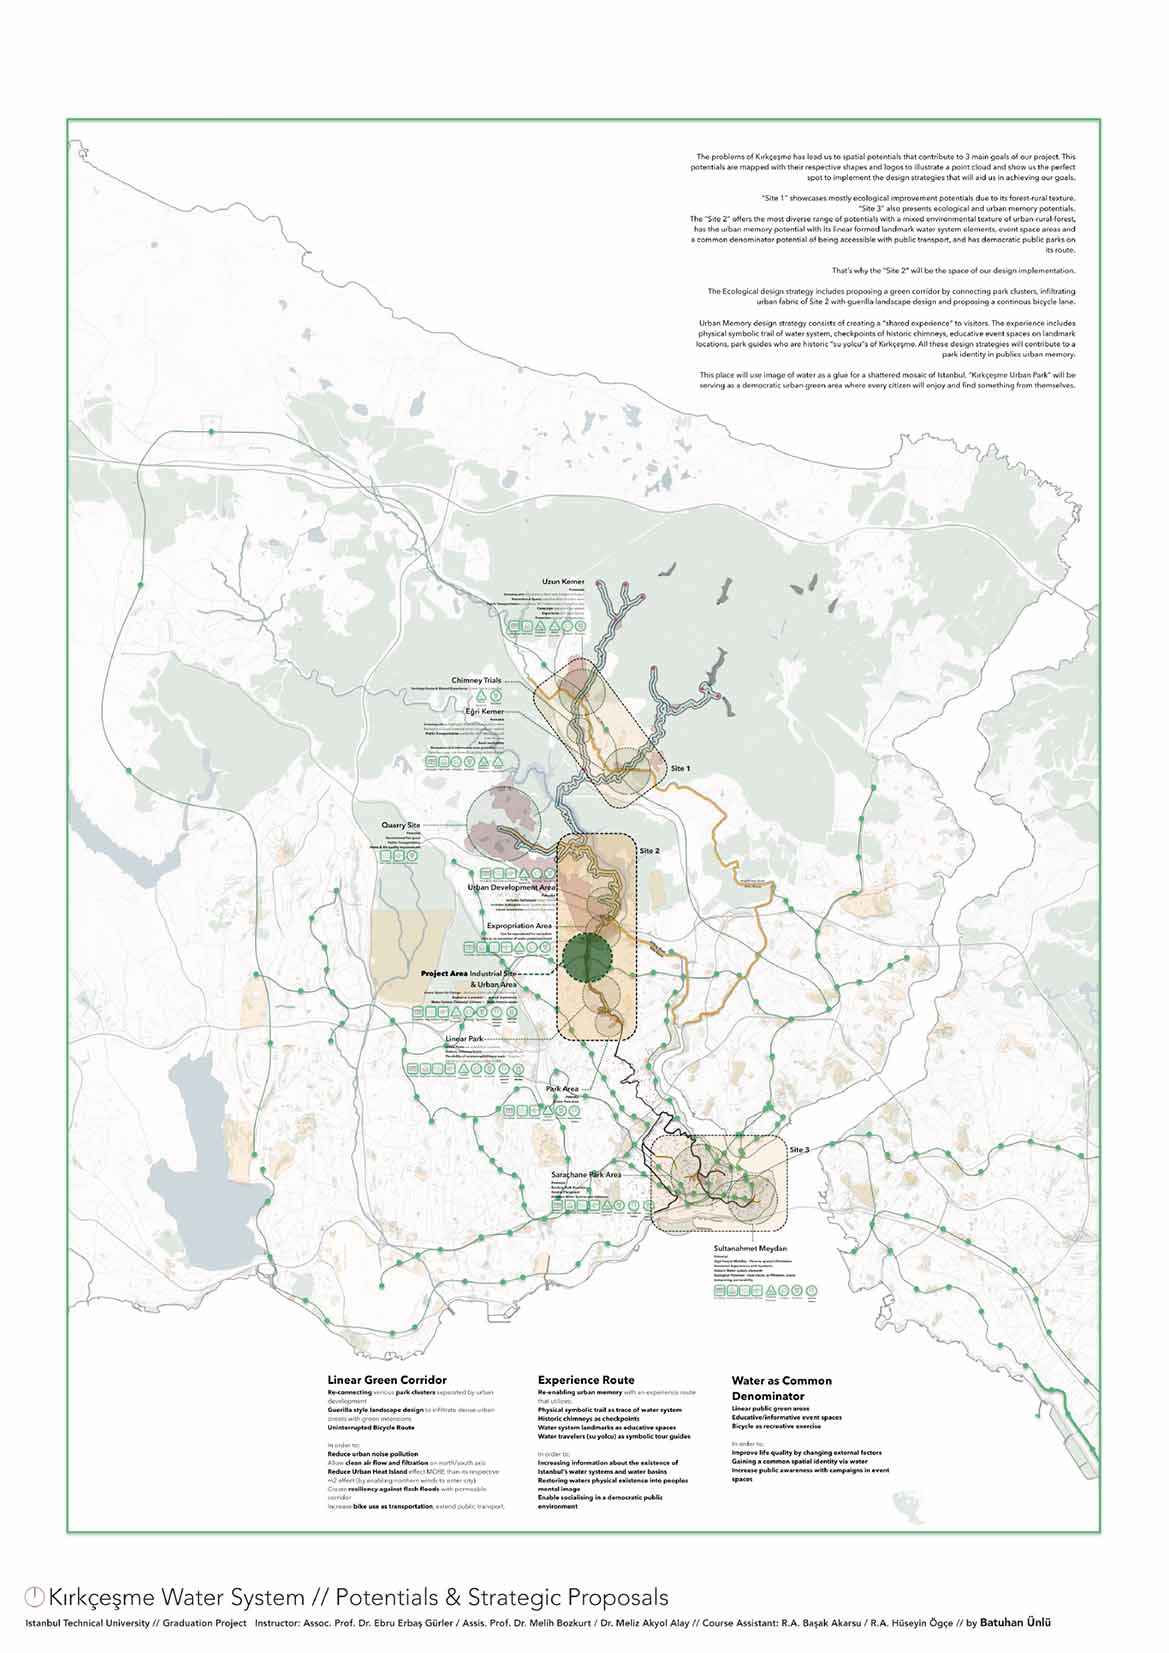 The problems of Kırkçeşme has lead us to spatial potentials that contribute to 3 main goals of our project. This
potentials are mapped with their respective shapes and logos to illustrate a point cloud and show us the perfect
spot to implement the design strategies that will aid us in achieving our goals.
"Site 1" showcases mostly ecological improvement potentials due to its forest-rural texture.
"Site 3" also presents ecological and urban memory potentials.
The "Site 2" offers the most diverse range of potentials with a mixed environmental texture of urban-rural-forest,
has the urban memory potential with its linear formed landmark water system elements, event space areas and
a common denominator potential of being accessible with public transport, and has democratic public parks on
its route.
That's why the "Site 2" will be the space of our design implementation.
The Ecological design strategy includes proposing a green corridor by connecting park clusters, infiltrating
urban fabric of Site 2 with guerilla landscape design and proposing a continous bicycle lane.
Urban Memory design strategy consists of creating a "shared experience" to visitors. The experience includes
physical symbolic trail of water system, checkpoints of historic chimneys, educative event spaces on landmark
locations, park guides who are historic "su yolcu"s of Kırkçeşme. All these design strategies will contribute to a
park identity in publics urban memory.
This place will use image of water as a glue for a shattered mosaic of Istanbul. "Kırkçeşme Urban Park" will be
serving as a democratic urban green area where every citizen will enjoy and find something from themselves.
Uzun Kemer
Chimney Trials
Eğri Kemer
Site 1
Quarry Site
Site 2
Urban Development Area
Expropriation Area
Project Area Industrial Site
& Urban Area
Linear Park
Park Area
Site 3
Saraçhane Park Area
Sultanahmet Meydan
Linear Green Corridor
Re-connecting various park clusters seperated by urban
development
Guerilla style landscape design to infiltrate dense urban
streets with green extensions
Uninterrupted Bicycle Route
In order to:
Reduce urban noise pollution
Allow clean air flow and filtration on north/south axis
Reduce Urban Heat Island effect MORE than its respective
m2 effect (by enabling northern winds to enter city)
Create resiliency against flash floods with permeable
corridor
Increase bike use as transportation, extend public transport.
Experience Route
Re-enabling urban memory with an experience route
that utilizes:
Physical symbolic trail as trace of water system
Historic chimneys as checkpoints
Water system landmarks as educative spaces
Water travelers (su yolcu) as symbolic tour guides
In order to:
Increasing information about the existence of
Istanbul's water systems and water basins
Restoring waters physical existence into peoples
mental image
Enable socialising in a democratic public
environment
Water as Common
Denominator
Linear public green areas
Educative/informative event spaces
Bicycle as recreative exercise
In order to:
Improve life quality by changing external factors
Gaining a common spatial identity via water
Increase public awareness with campaigns in event
spaces
Kırkçeşme Water System // Potentials & Strategic Proposals
Istanbul Technical University // Graduation Project Instructor: Assoc. Prof. Dr. Ebru Erbaş Gürler / Assis. Prof. Dr. Melih Bozkurt / Dr. Meliz Akyol Alay // Course Assistant: R.A. Başak Akarsu / R.A. Hüseyin Ögçe // by Batuhan Ünlü